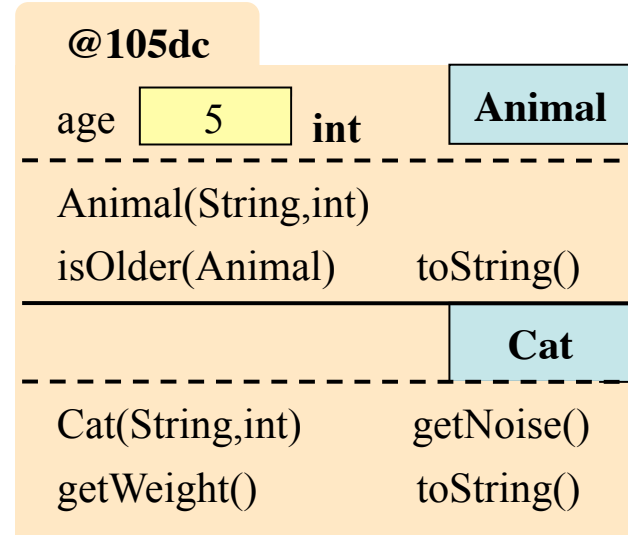 @105dc
age 5 int Animal
Animal(String,int)
isOlder(Animal) toString()
Cat
Cat(String,int) getNoise()
getWeight() toString()